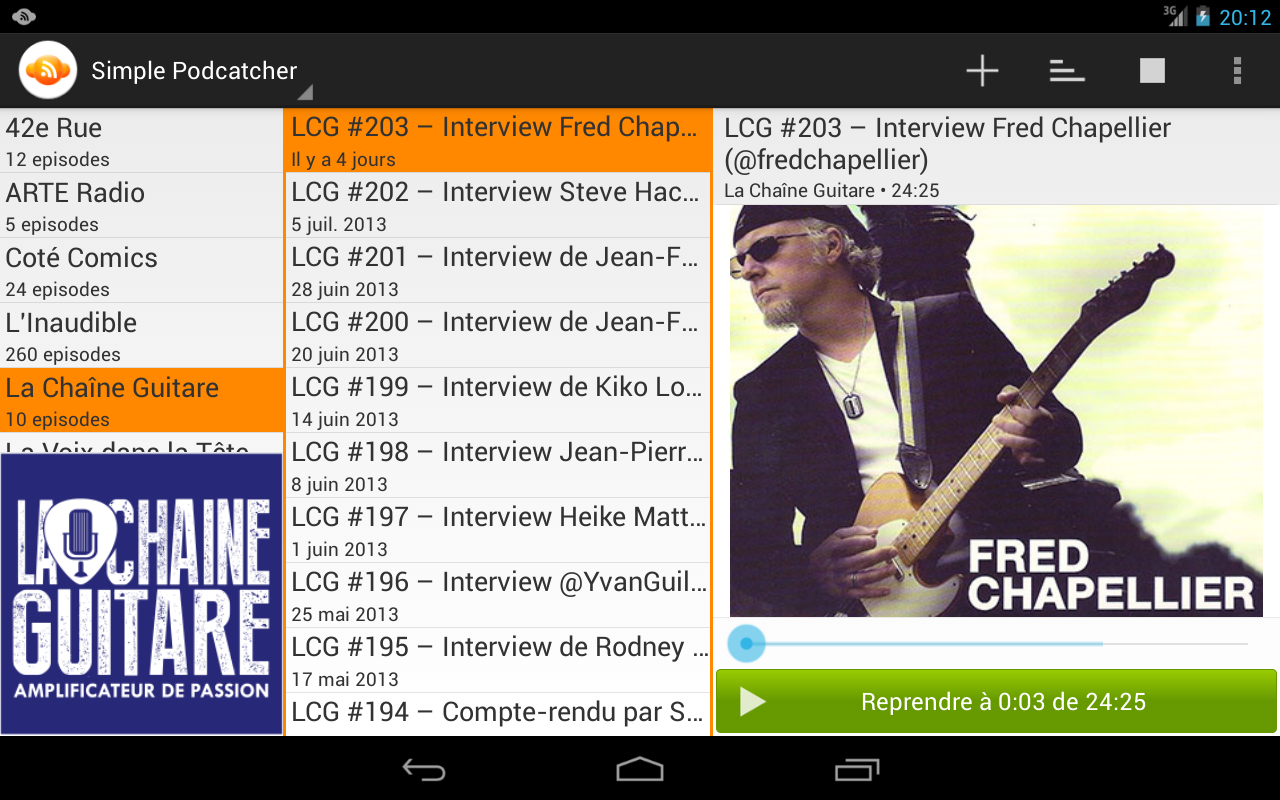 3G
20:12
Simple Podcatcher
42e Rue
12 episodes
ARTE Radio
5 episodes
Coté Comics
24 episodes
L'Inaudible
260 episodes
La Chaîne Guitare
10 episodes
La Voix dans la Tête
LA CHAINE
GUITARE
AMPLIFICATEUR DE PASSION
LCG #203 – Interview Fred Chap...
Il y a 4 jours
LCG #202 – Interview Steve Hac...
5 juil. 2013
LCG #201 – Interview de Jean-F...
28 juin 2013
LCG #200 – Interview de Jean-F...
20 juin 2013
LCG #199 – Interview de Kiko Lo...
14 juin 2013
LCG #198 – Interview Jean-Pierr...
8 juin 2013
LCG #197 – Interview Heike Matt...
1 juin 2013
LCG #196 – Interview @YvanGuil...
25 mai 2013
LCG #195 – Interview de Rodney ...
17 mai 2013
LCG #194 – Compte-rendu par S...
LCG #203 – Interview Fred Chapellier
(@fredchapellier)
La Chaîne Guitare • 24:25
FRED
CHAPELLIER
Reprendre à 0:03 de 24:25